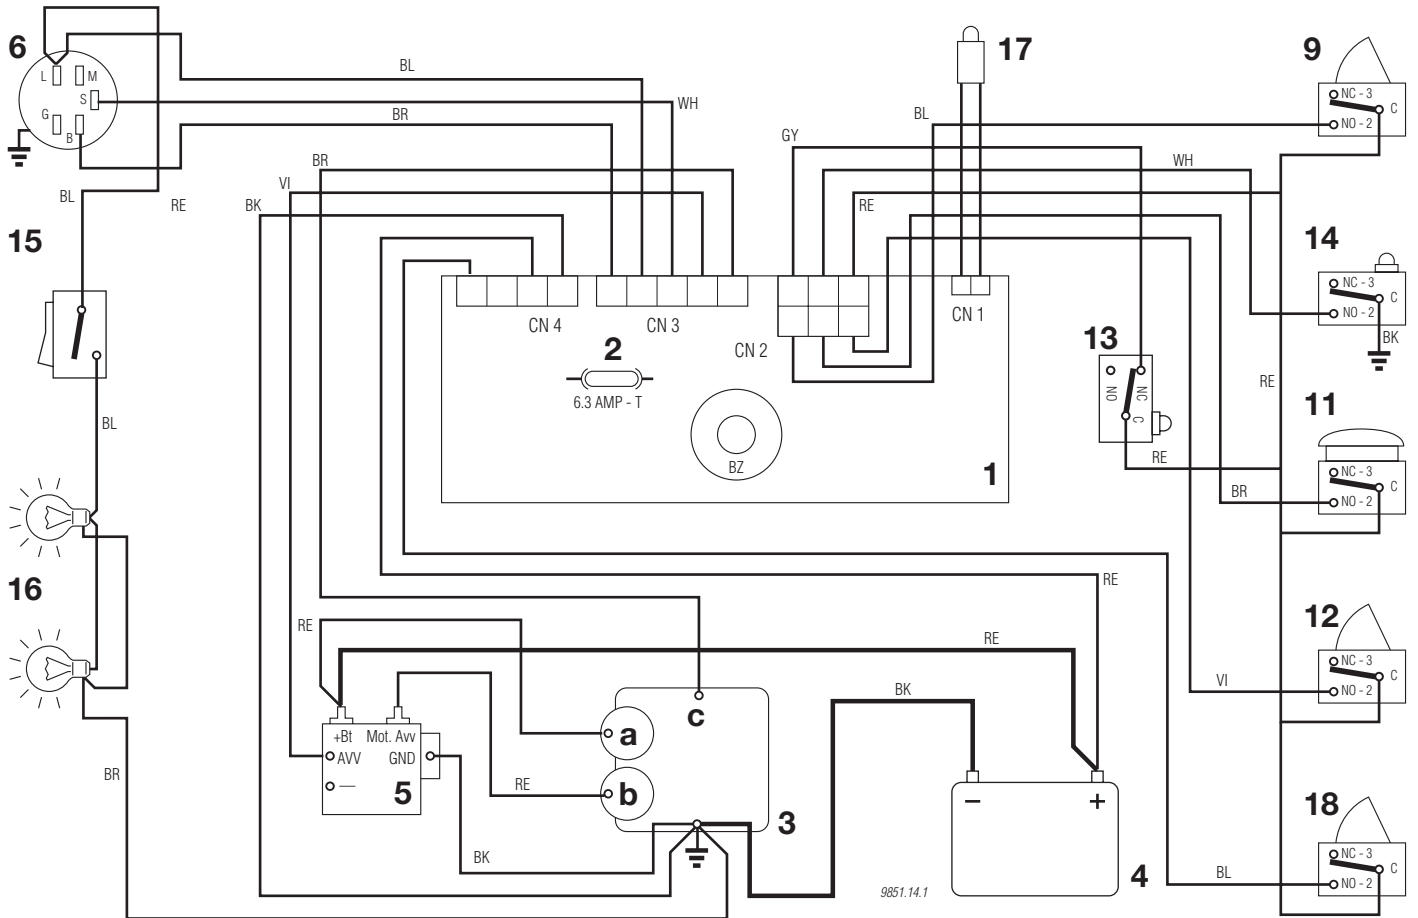 6
L
M
S
G
B
BL
WH
BR
BR
VI
BK
BL
RE
15
BL
16
BR
17
BL
GY
WH
RE
CN 4
CN 3
CN 2
CN 1
2
6.3 AMP - T
BZ
1
13
NO
NC
C
RE
RE
BR
RE
VI
BL
9
NC - 3
C
NO - 2
14
NC - 3
C
NO - 2
BK
11
NC - 3
C
NO - 2
12
NC - 3
C
NO - 2
18
NC - 3
C
NO - 2
RE
RE
BK
+Bt
Mot. Avv
AVV
GND
5
RE
BK
a
b
c
3
–
+
4
9851.14.1